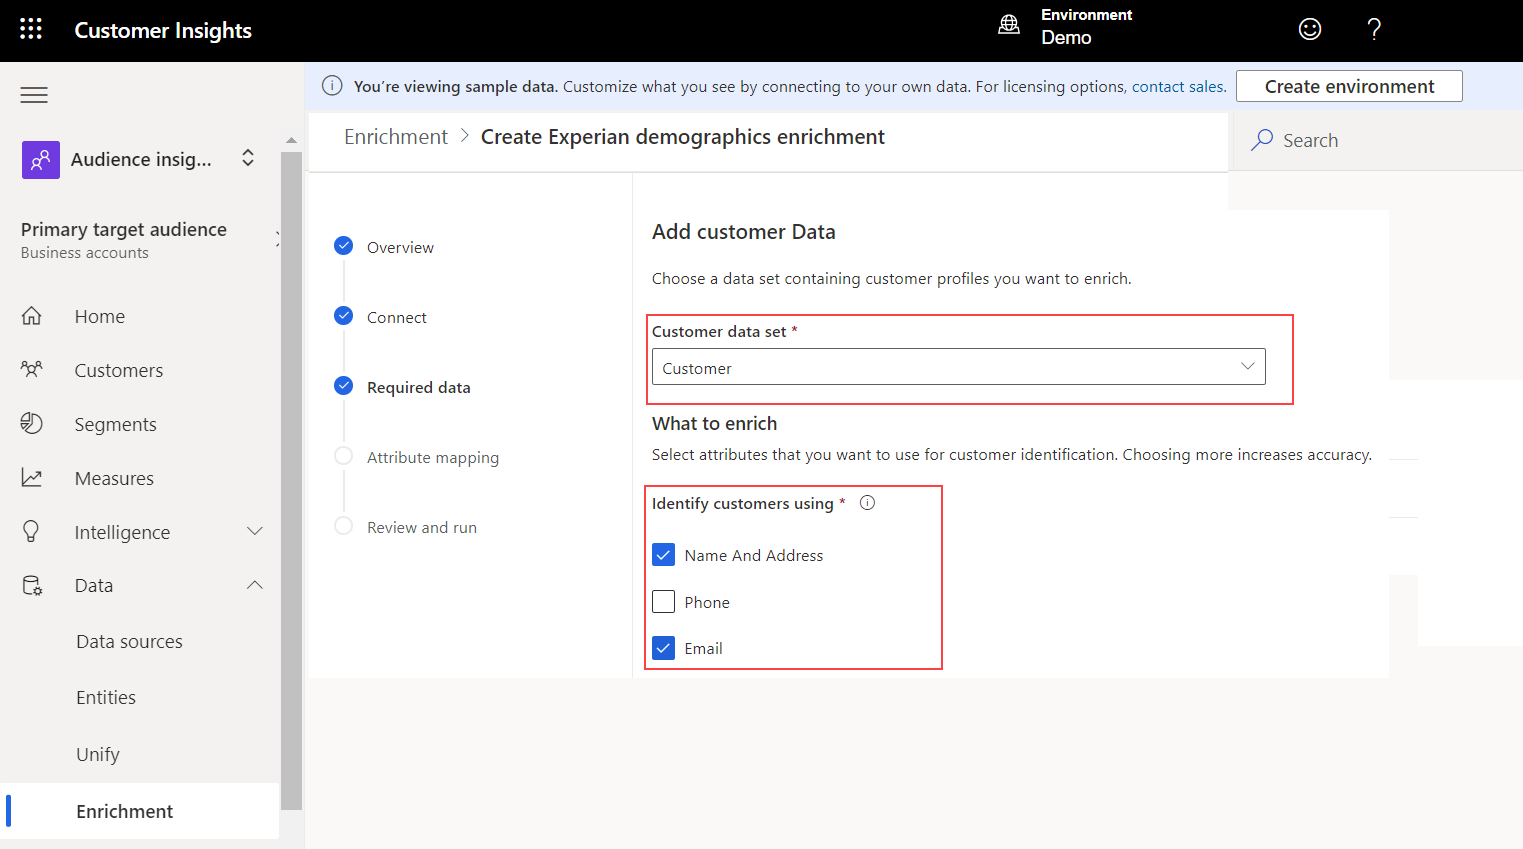 Customer Insights
Environment
Demo
?
You're viewing sample data. Customize what you see by connecting to your own data. For licensing options, contact sales.
Create environment
Enrichment > Create Experian demographics enrichment
Search
Audience insig...
Primary target audience
Business accounts
Home
Customers
Segments
Measures
Intelligence
Data
Data sources
Entities
Unify
Enrichment
Overview
Connect
Required data
Attribute mapping
Review and run
Add customer Data
Choose a data set containing customer profiles you want to enrich.
Customer data set *
Customer
What to enrich
Select attributes that you want to use for customer identification. Choosing more increases accuracy.
Identify customers using *
Name And Address
Phone
Email